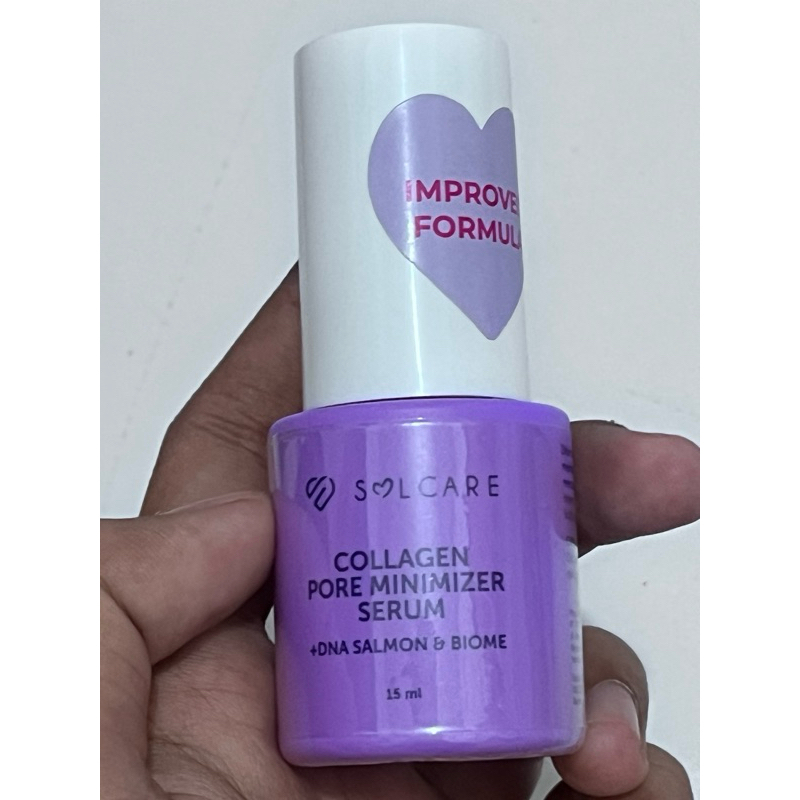 IMPROVE
FORMULA
SOLCARE
COLLAGEN
PORE MINIMIZER
SERUM
+DNA SALMON & BIOME
15 ml